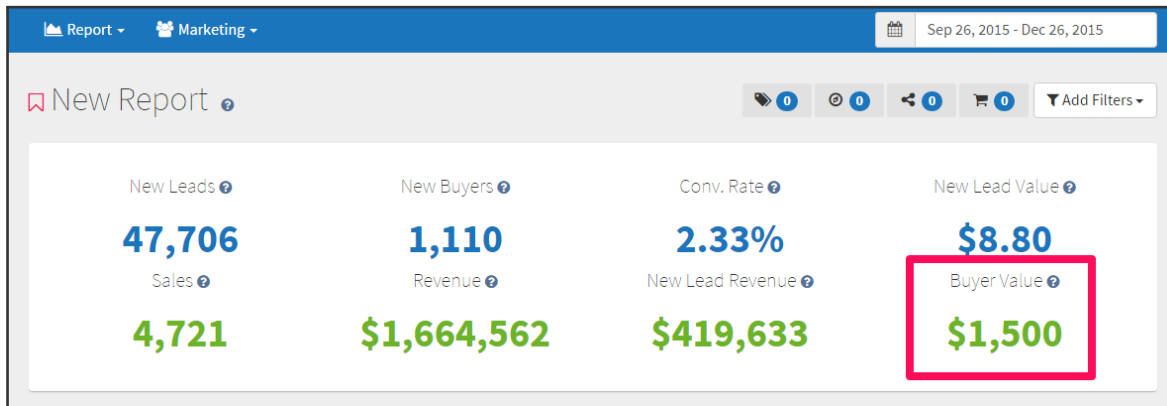 Report Marketing Sep 26, 2015 - Dec 26, 2015
New Report
0 0 0 0 Add Filters
New Leads New Buyers Conv. Rate New Lead Value
47,706 1,110 2.33% $8.80
Sales Revenue New Lead Revenue Buyer Value
4,721 $1,664,562 $419,633 $1,500